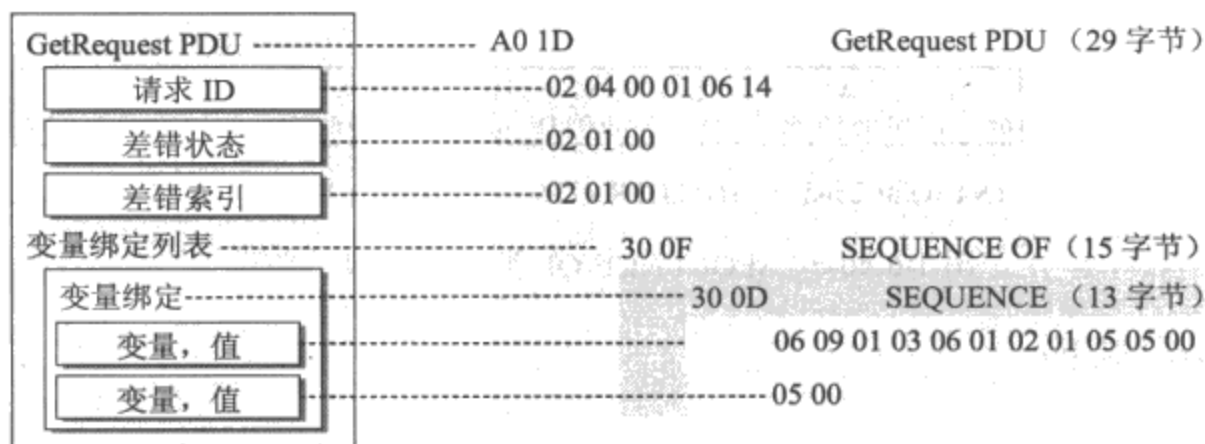 GetRequest PDU A0 1D GetRequest PDU （29 字节）
请求 ID 02 04 00 01 06 14
差错状态 02 01 00
差错索引 02 01 00
变量绑定列表 30 0F SEQUENCE OF（15 字节）
变量绑定 30 0D SEQUENCE （13 字节）
变量，值 06 09 01 03 06 01 02 01 05 05 00
变量，值 05 00